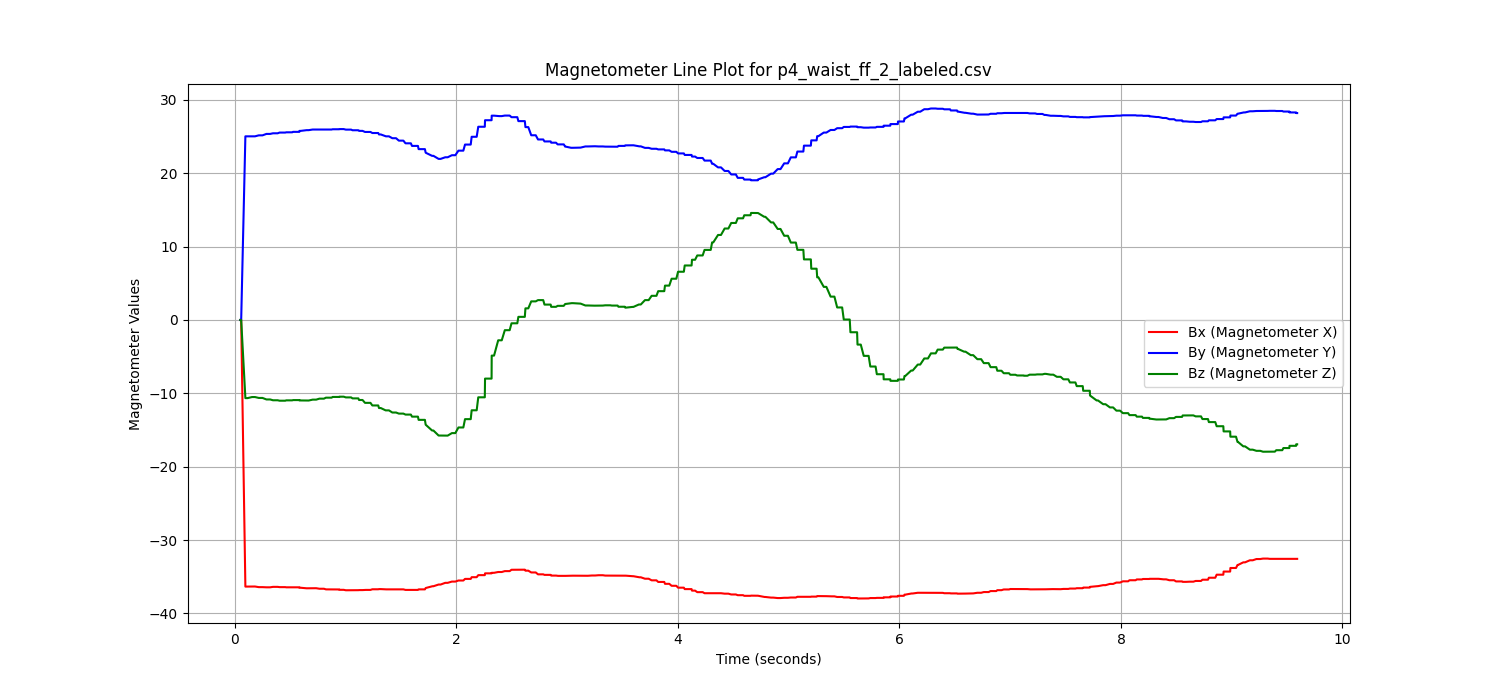 Magnetometer Line Plot for p4_waist_ff_2_labeled.csv
Magnetometer Values
30
20
10
0
−10
−20
−30
−40
Bx (Magnetometer X)
By (Magnetometer Y)
Bz (Magnetometer Z)
0 2 4 6 8 10
Time (seconds)